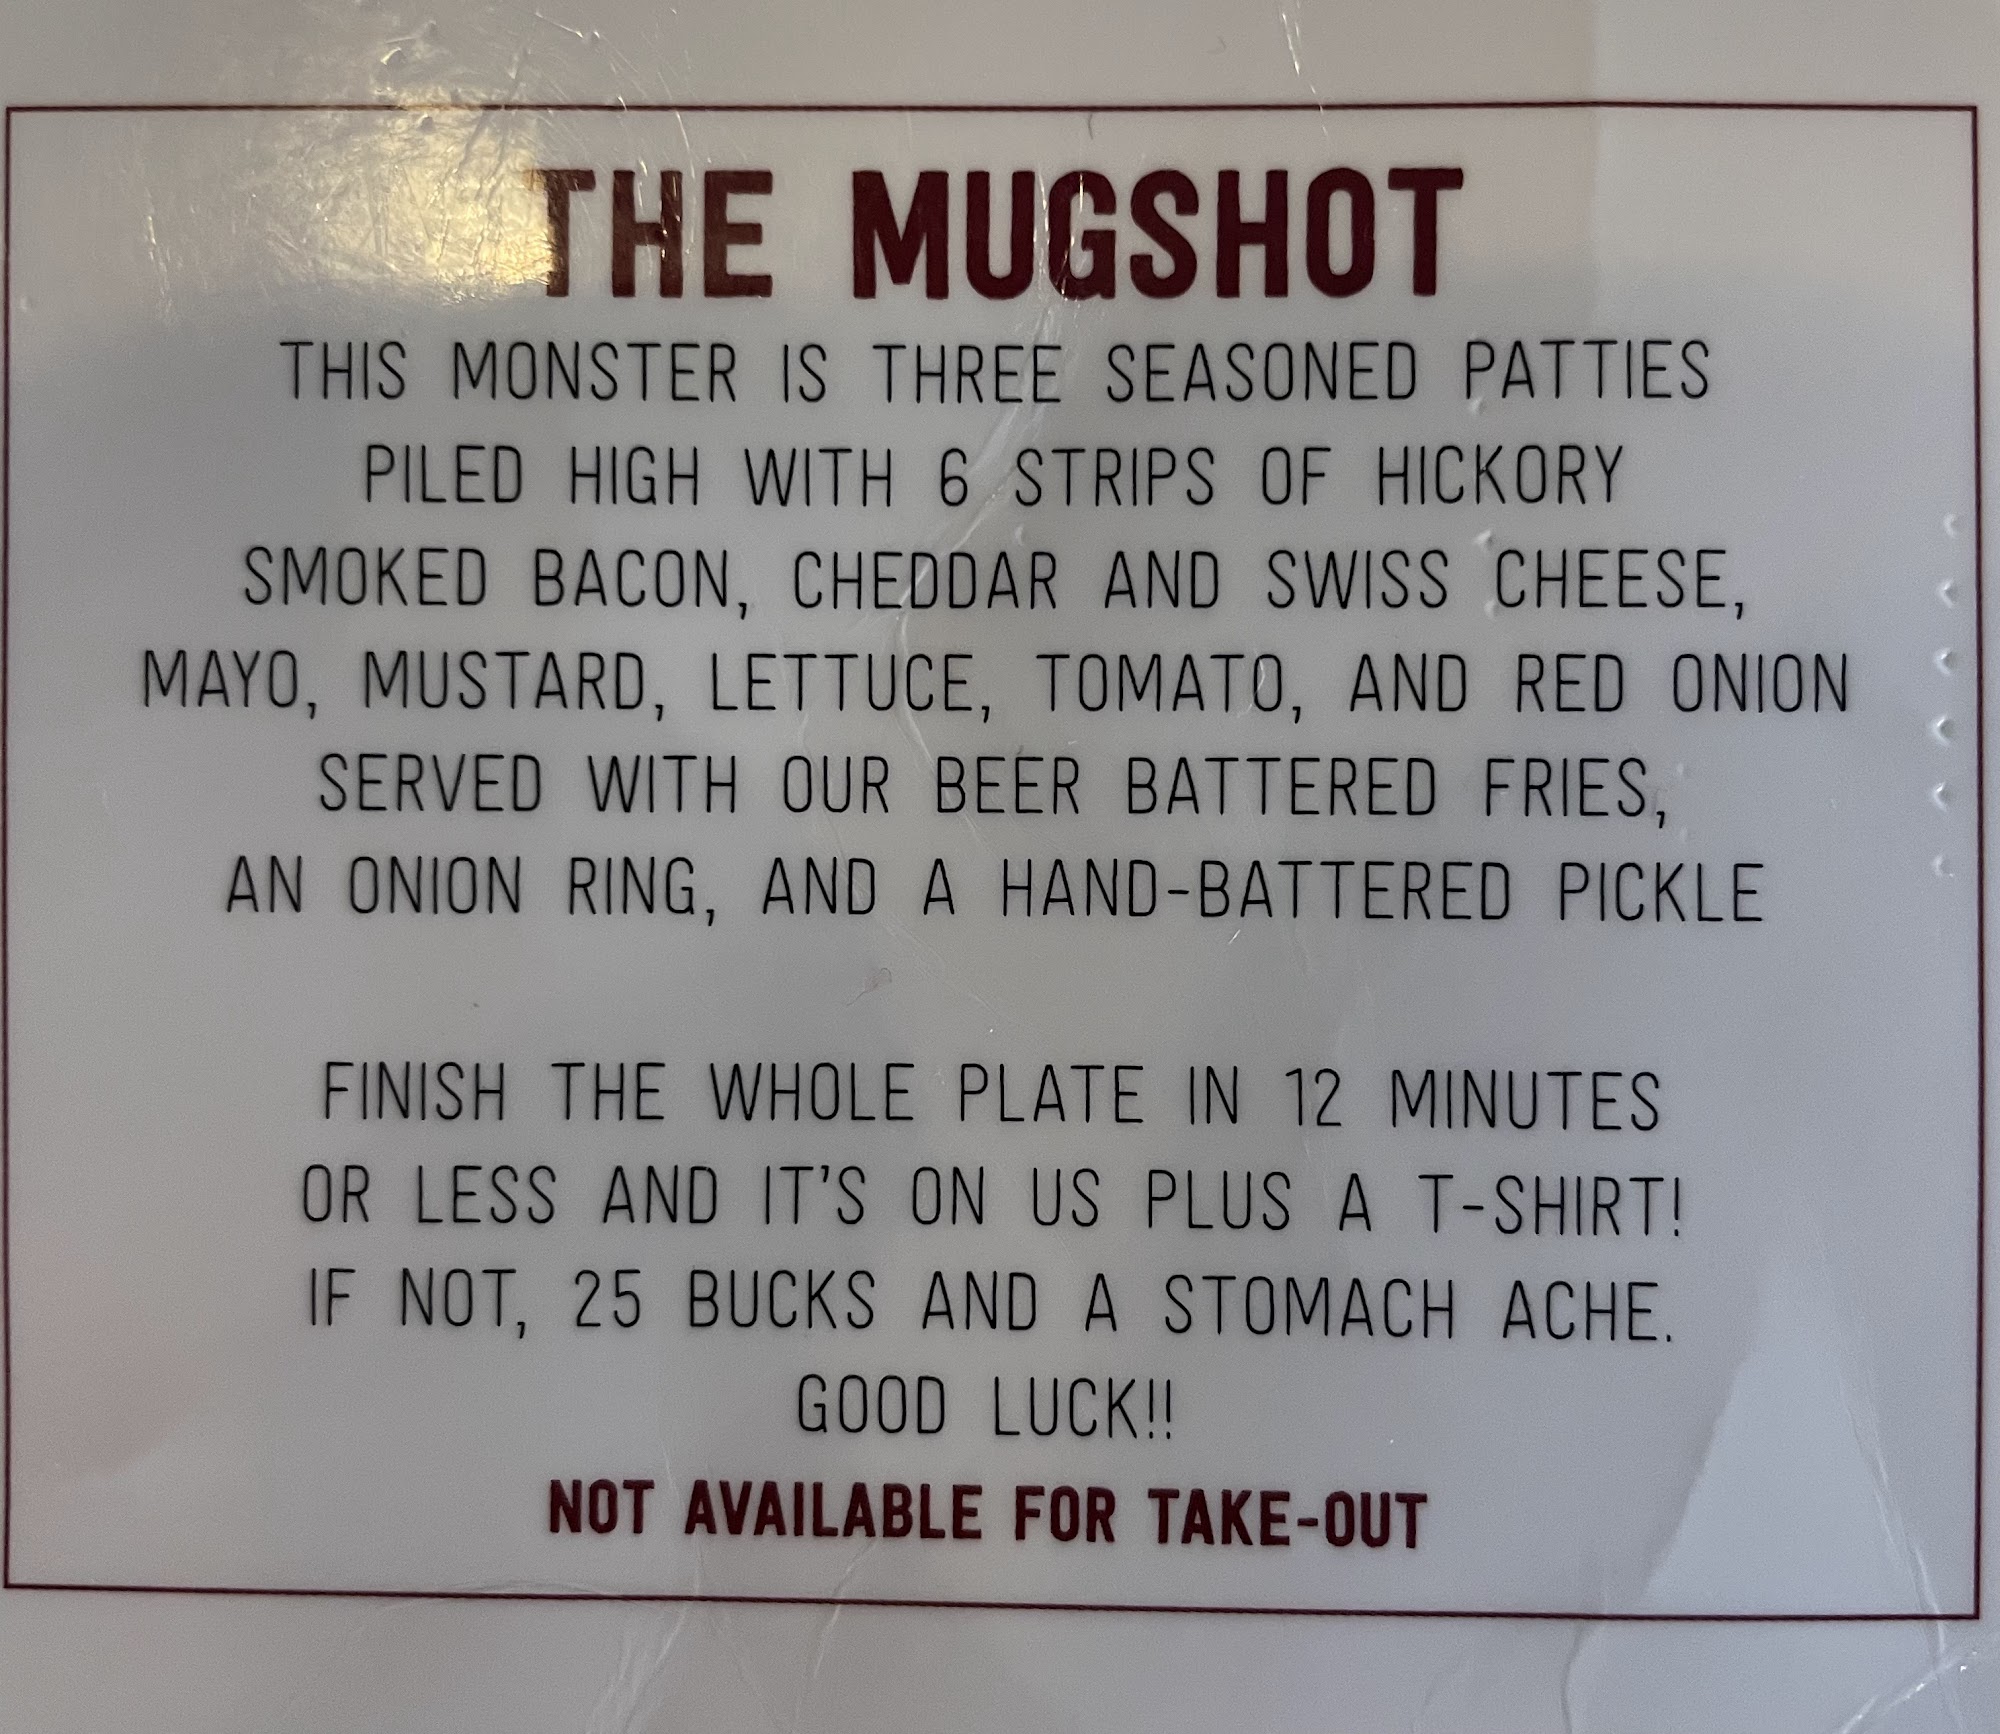 THE MUGSHOT
THIS MONSTER IS THREE SEASONED PATTIES
PILED HIGH WITH 6 STRIPS OF HICKORY
SMOKED BACON, CHEDDAR AND SWISS CHEESE,
MAYO, MUSTARD, LETTUCE, TOMATO, AND RED ONION
SERVED WITH OUR BEER BATTERED FRIES,
AN ONION RING, AND A HAND-BATTERED PICKLE
FINISH THE WHOLE PLATE IN 12 MINUTES
OR LESS AND IT'S ON US PLUS A T-SHIRT!
IF NOT, 25 BUCKS AND A STOMACH ACHE.
GOOD LUCK!!
NOT AVAILABLE FOR TAKE-OUT